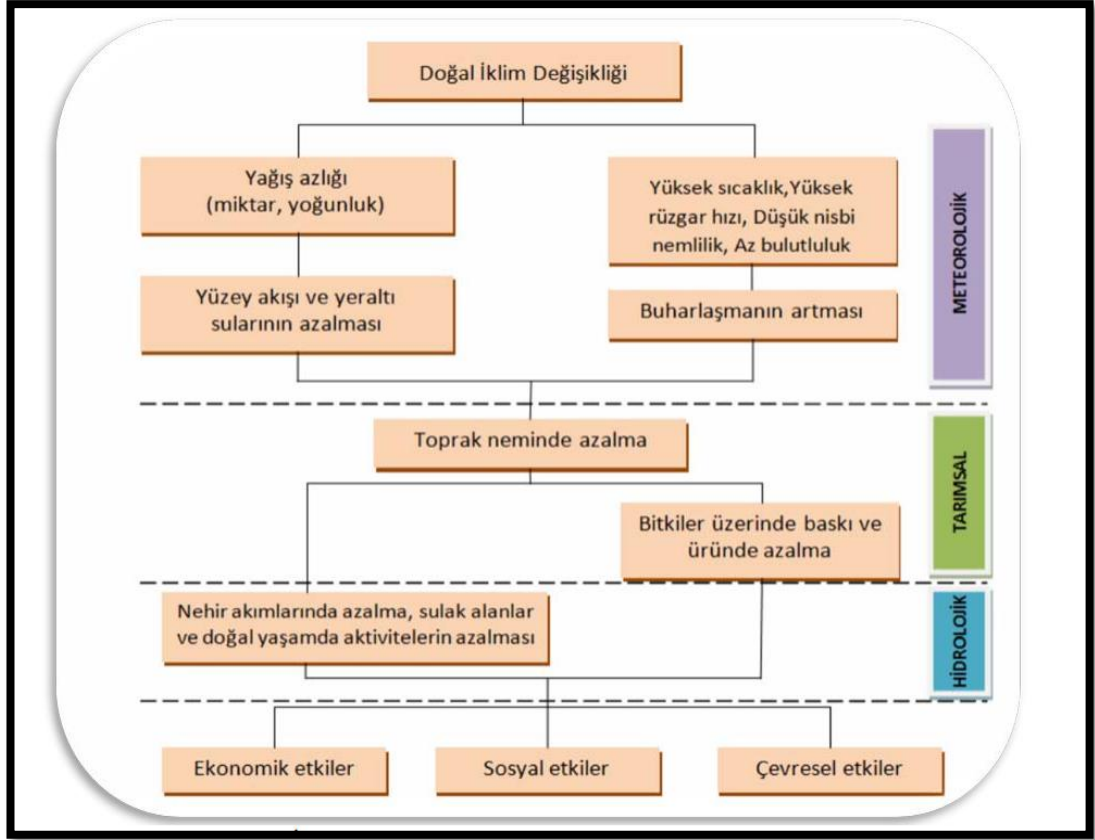 Doğal İklim Değişikliği
Yağış azlığı
(miktar, yoğunluk)
Yüksek sıcaklık,Yüksek
rüzgar hızı, Düşük nisbi
nemlilik, Az bulutluluk
Yüzey akışı ve yeraltı
sularının azalması
Buharlaşmanın artması
METEOROLOJİK
Toprak neminde azalma
Bitkiler üzerinde baskı ve
üründe azalma
TARIMSAL
Nehir akımlarında azalma, sulak alanlar
ve doğal yaşamda aktivitelerin azalması
HİDROLOJİK
Ekonomik etkiler
Sosyal etkiler
Çevresel etkiler